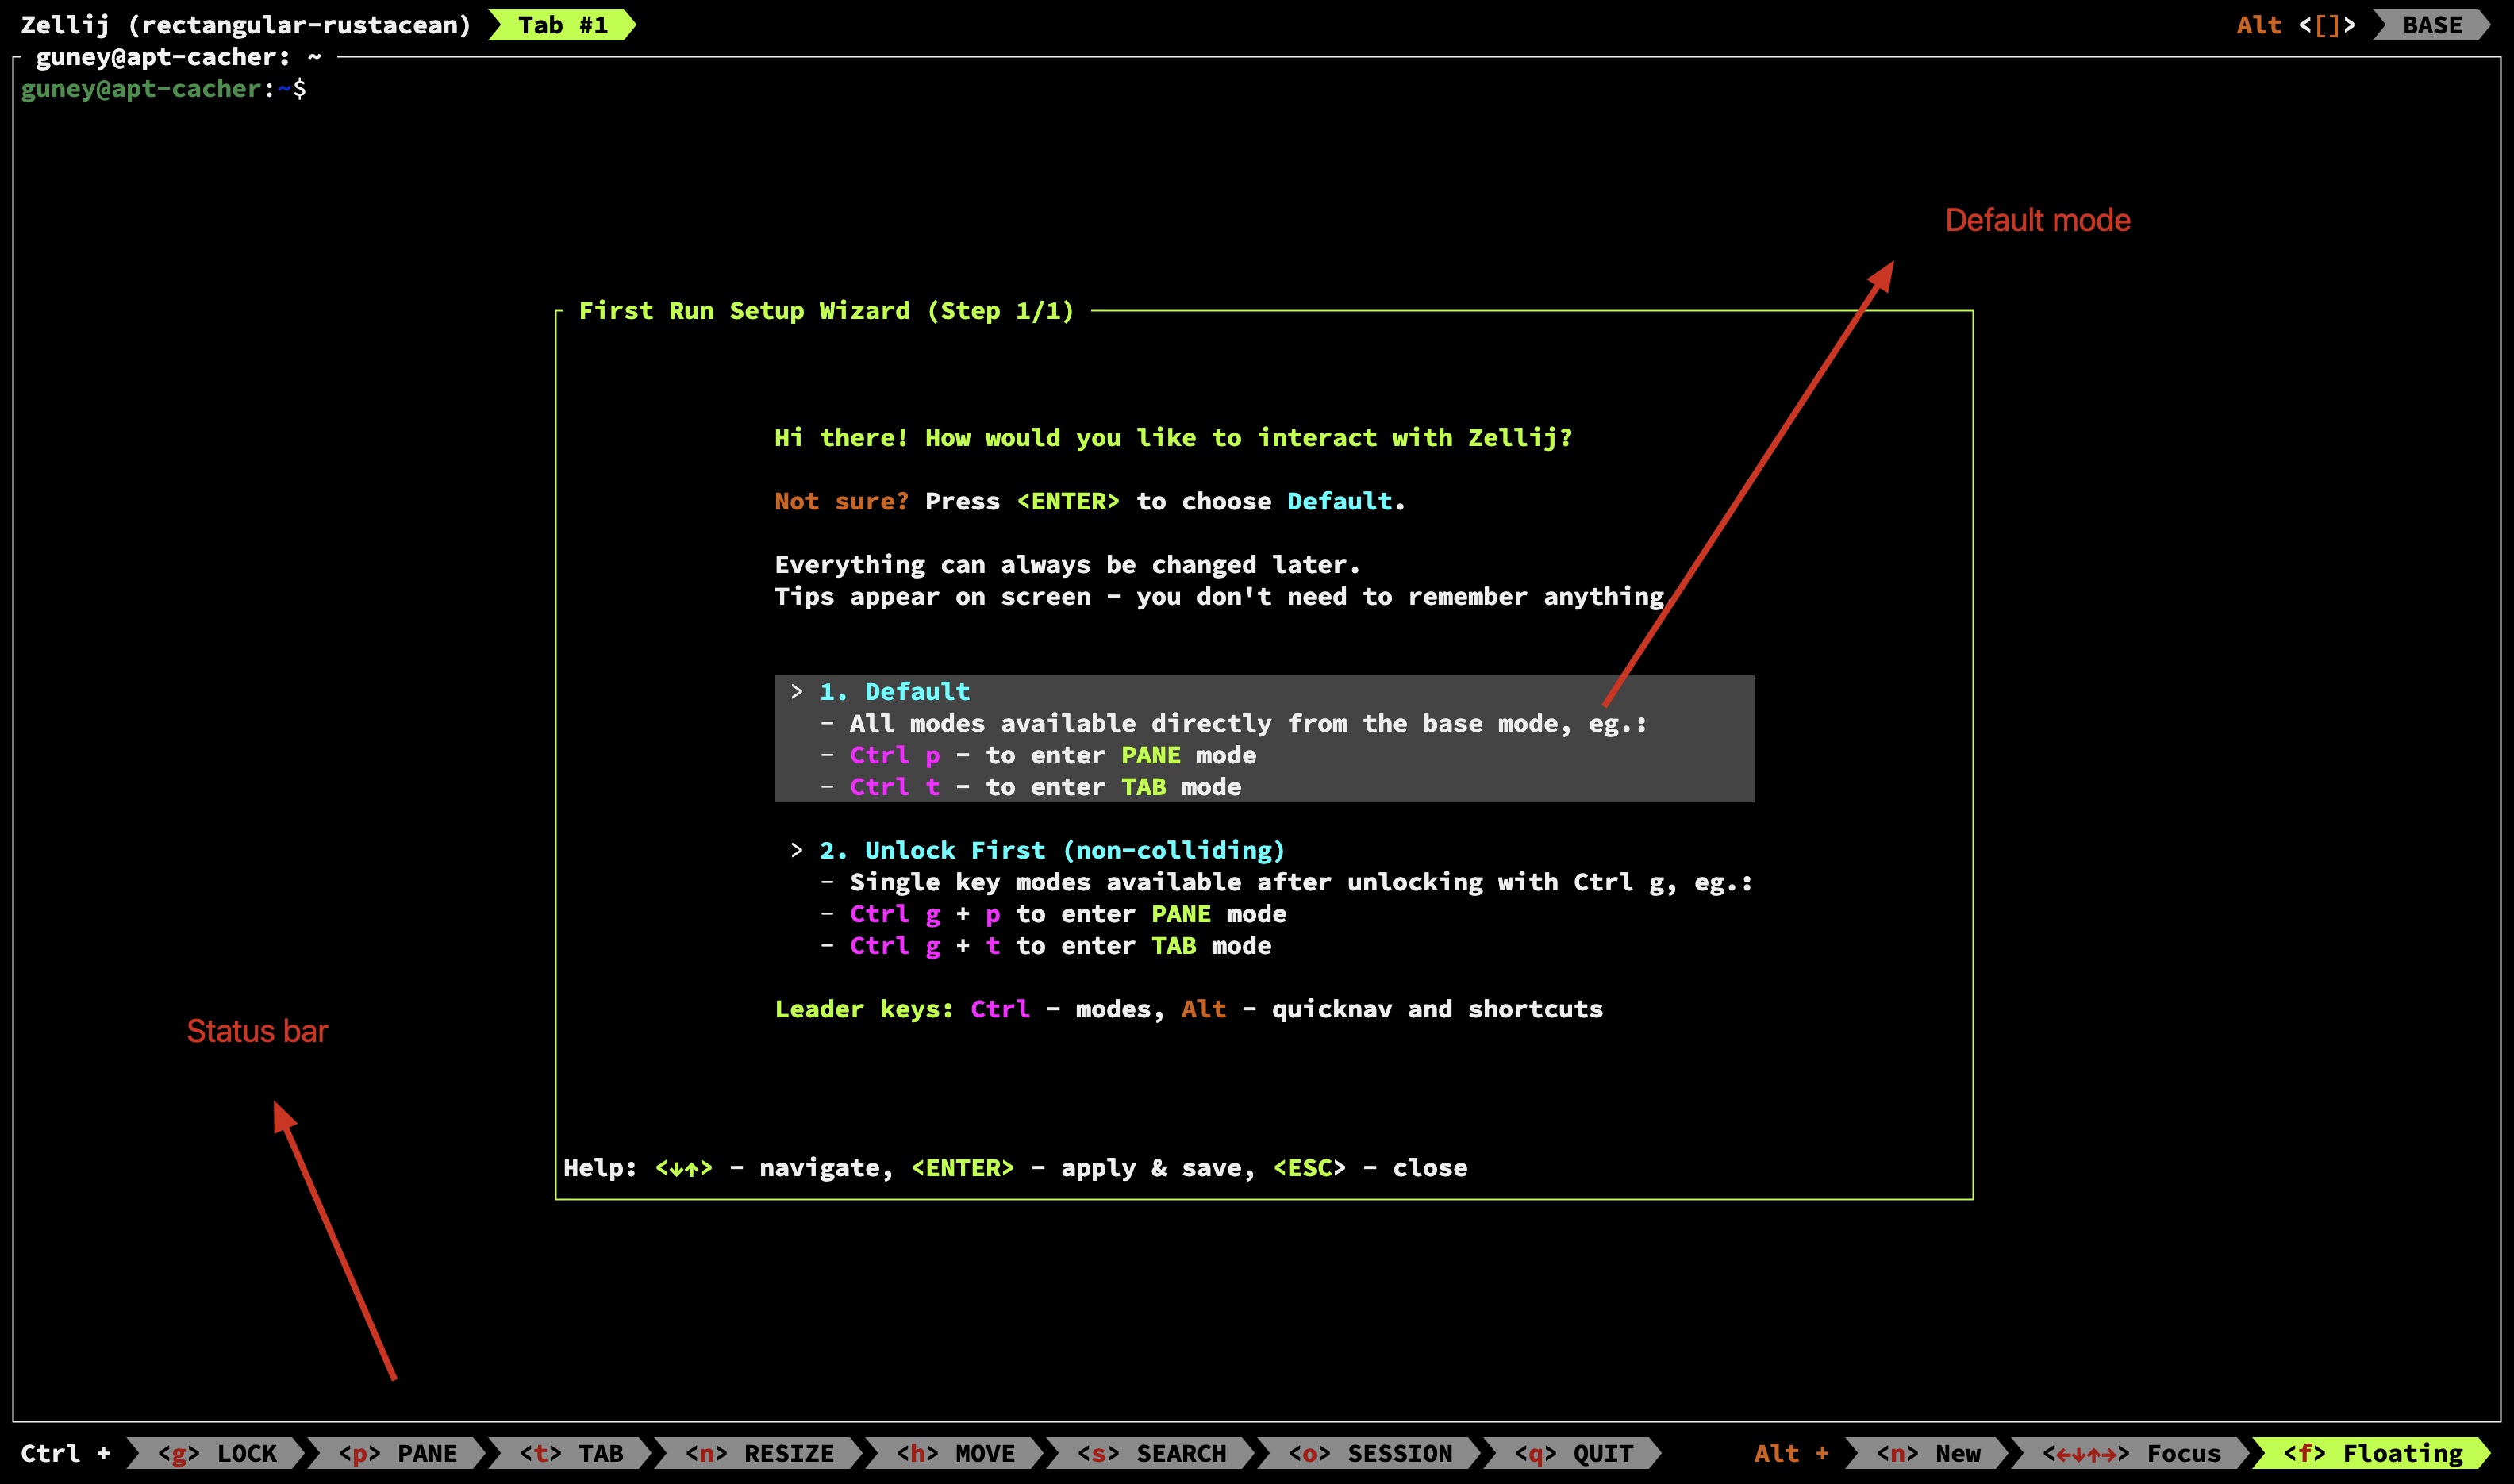 Zellij (rectangular-rustacean) Tab #1 Alt <[]> BASE
guney@apt-cacher: ~
guney@apt-cacher:~$
Default mode
First Run Setup Wizard (Step 1/1)
Hi there! How would you like to interact with Zellij?
Not sure? Press <ENTER> to choose Default.
Everything can always be changed later.
Tips appear on screen - you don't need to remember anything.
> 1. Default
- All modes available directly from the base mode, eg.:
- Ctrl p - to enter PANE mode
- Ctrl t - to enter TAB mode
> 2. Unlock First (non-colliding)
- Single key modes available after unlocking with Ctrl g, eg.:
- Ctrl g + p to enter PANE mode
- Ctrl g + t to enter TAB mode
Leader keys: Ctrl - modes, Alt - quicknav and shortcuts
Status bar
Help: <↓↑> - navigate, <ENTER> - apply & save, <ESC> - close
Ctrl + <g> LOCK <p> PANE <t> TAB <n> RESIZE <h> MOVE <s> SEARCH <o> SESSION <q> QUIT Alt + <n> New <←↓↑→> Focus <f> Floating